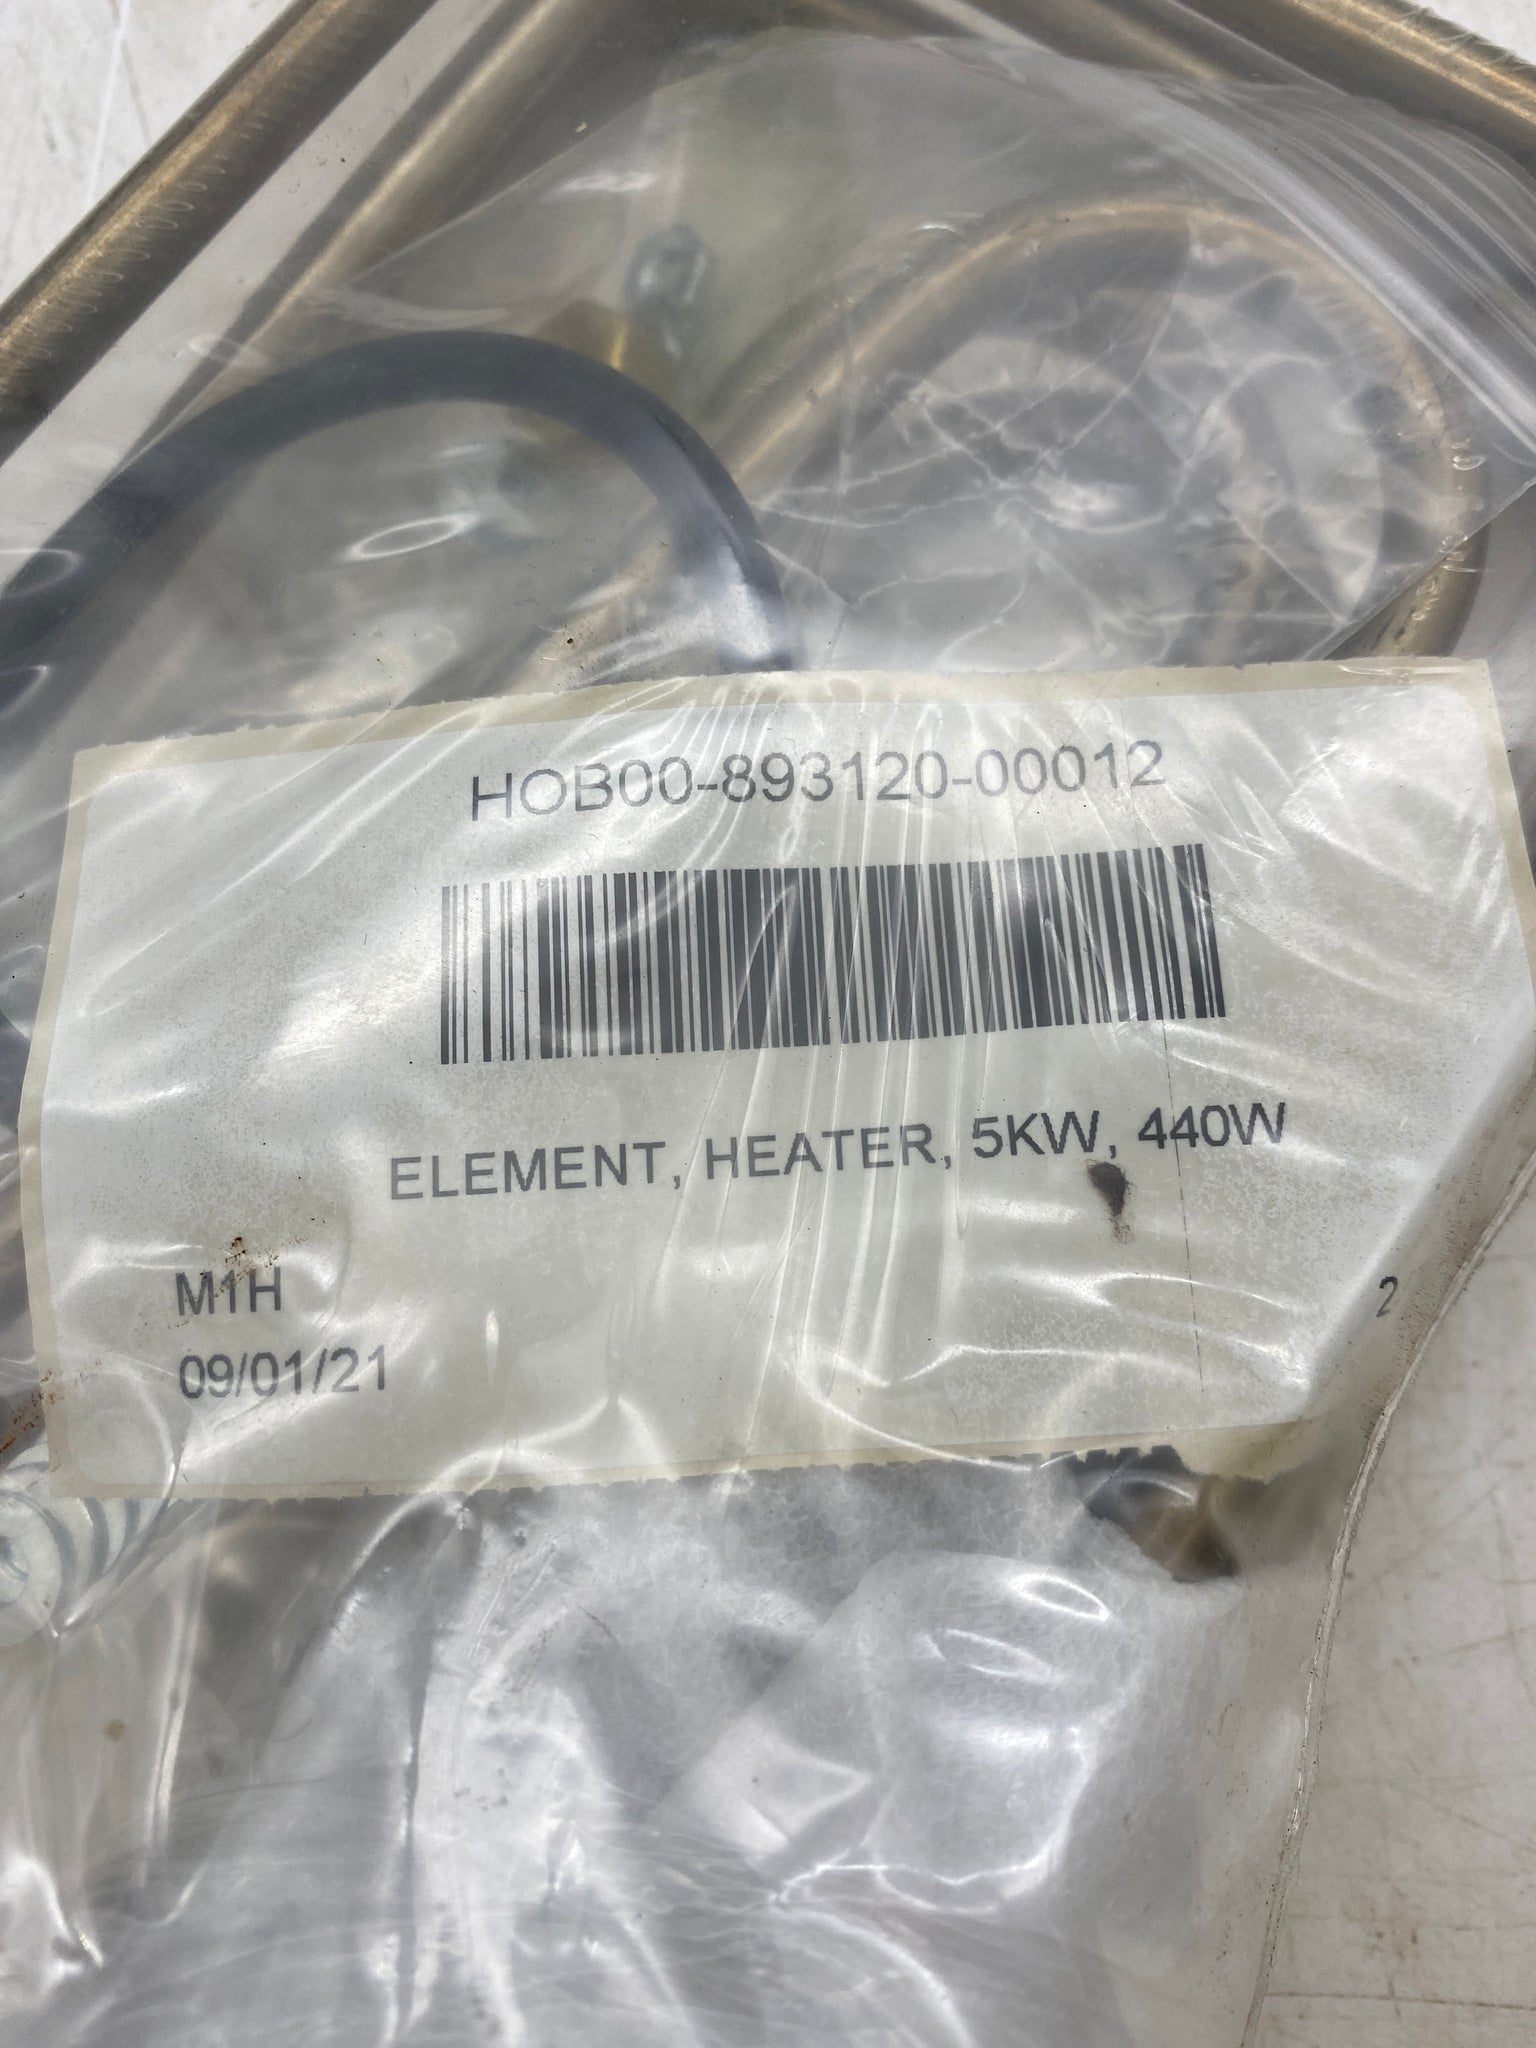 HOB00-893120-00012
ELEMENT, HEATER, 5KW, 440W
M1H
2
09/01/21